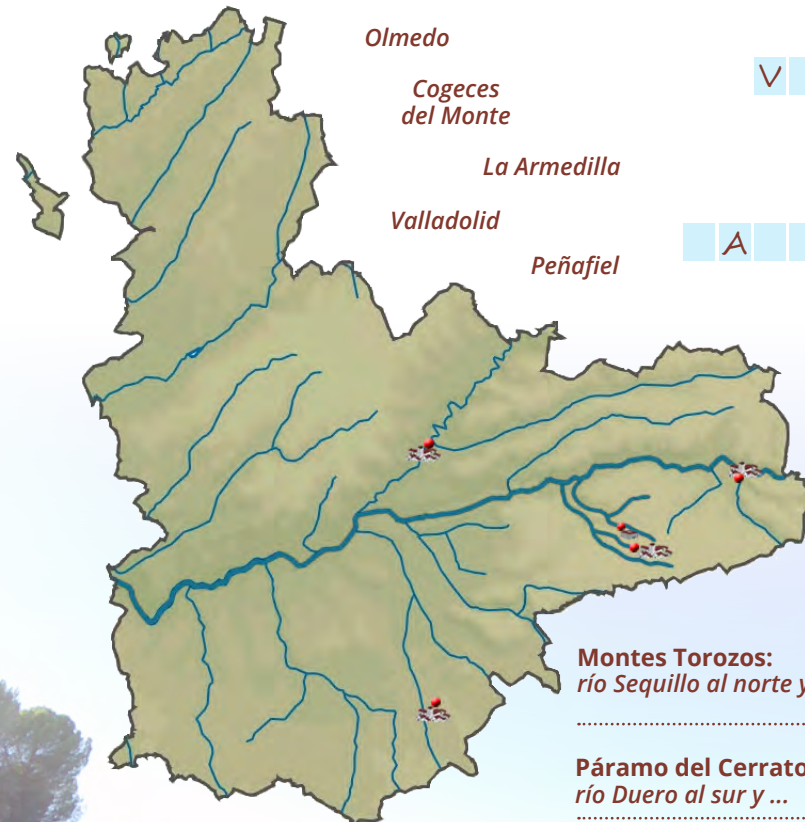 Olmedo
V
Cogeces
del Monte
La Armedilla
Valladolid
A
Peñafiel
Montes Torozos:
río Sequillo al norte y
Páramo del Cerrato
río Duero al sur y ...